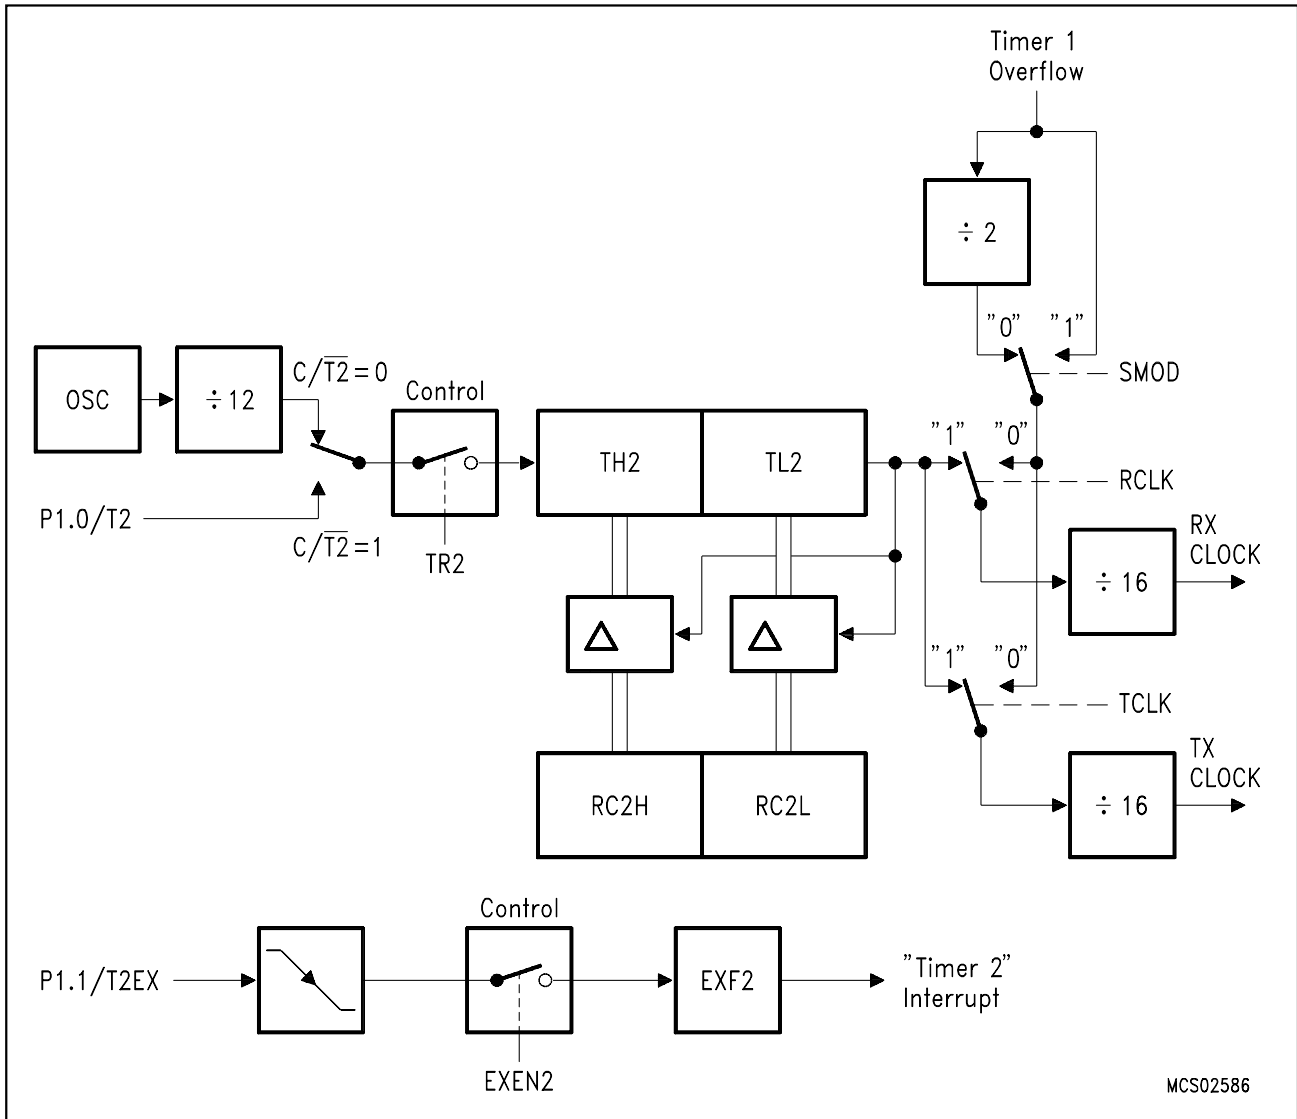 Timer 1
Overflow
÷ 2
"0" "1"
SMOD
OSC
÷ 12
C/T̅2̅=0
Control
TH2
TL2
"1" "0"
RCLK
P1.0/T2
C/T̅2̅=1
TR2
RX
CLOCK
÷ 16
"1" "0"
TCLK
TX
CLOCK
RC2H
RC2L
÷ 16
Control
P1.1/T2EX
EXF2
"Timer 2"
Interrupt
EXEN2
MCS02586